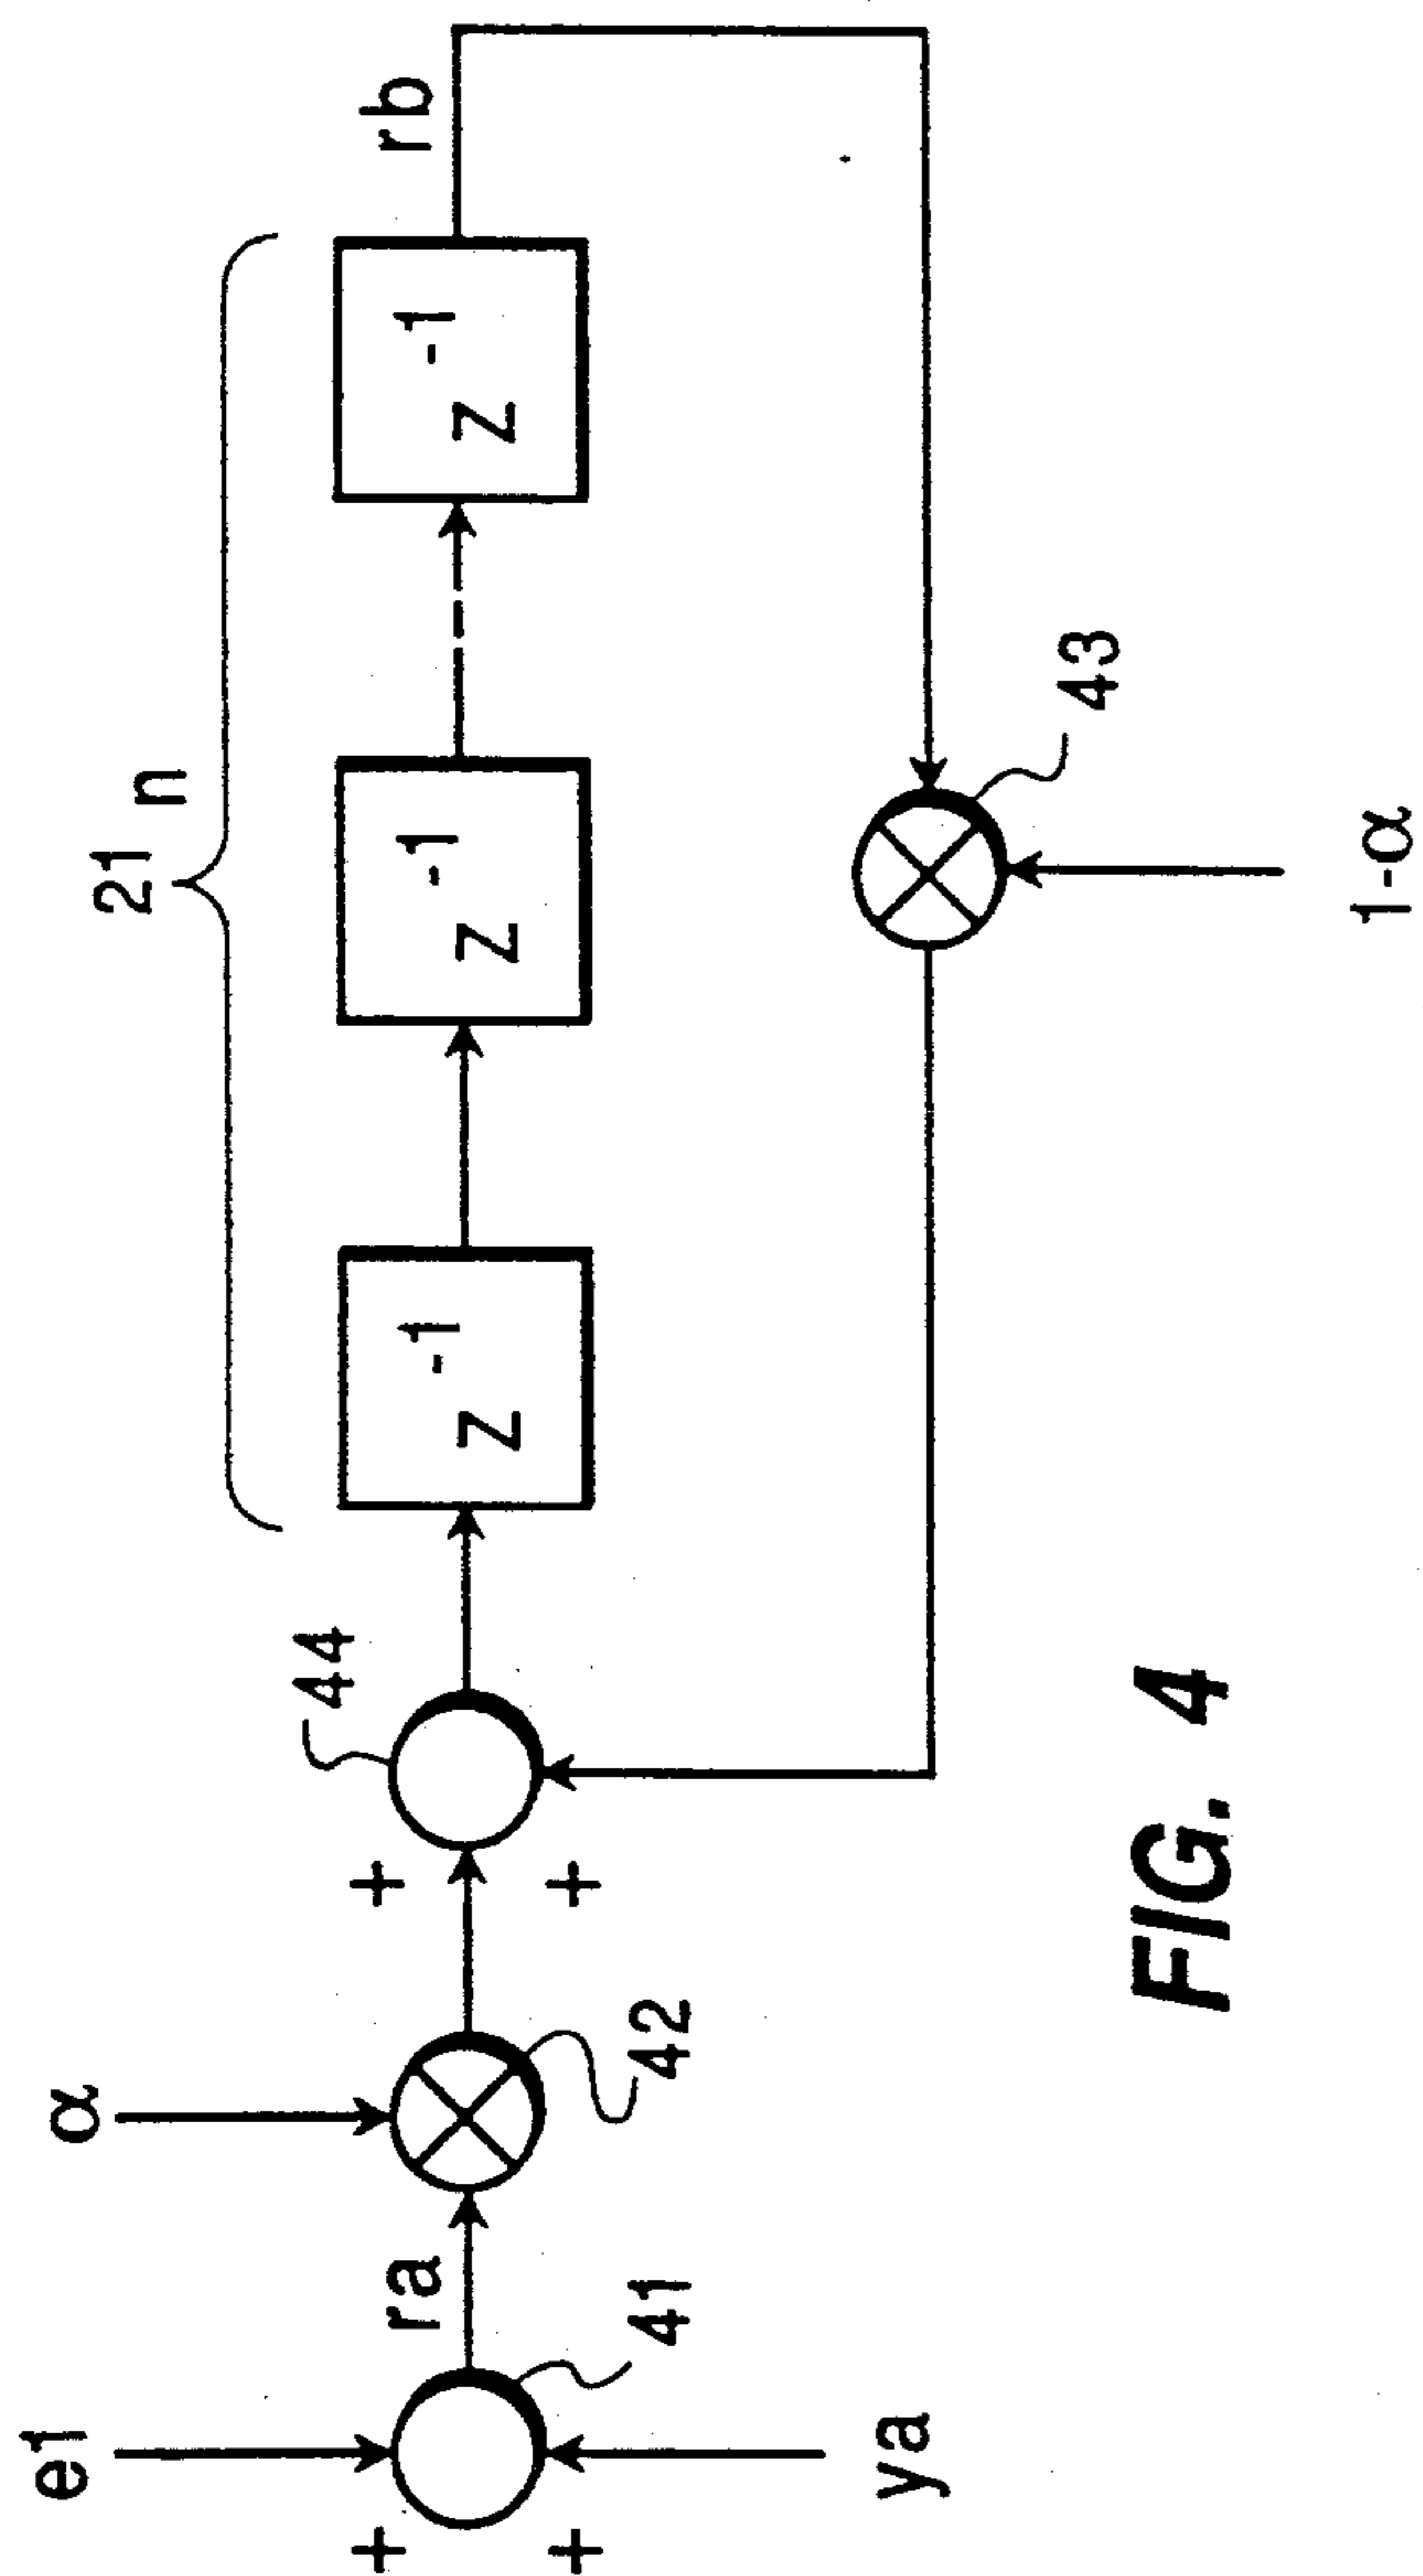 21 n
z⁻¹ z⁻¹ z⁻¹
rb
44
e1
α
+ + +
ra
+ + +
41
42
ya
43
1-α
FIG. 4